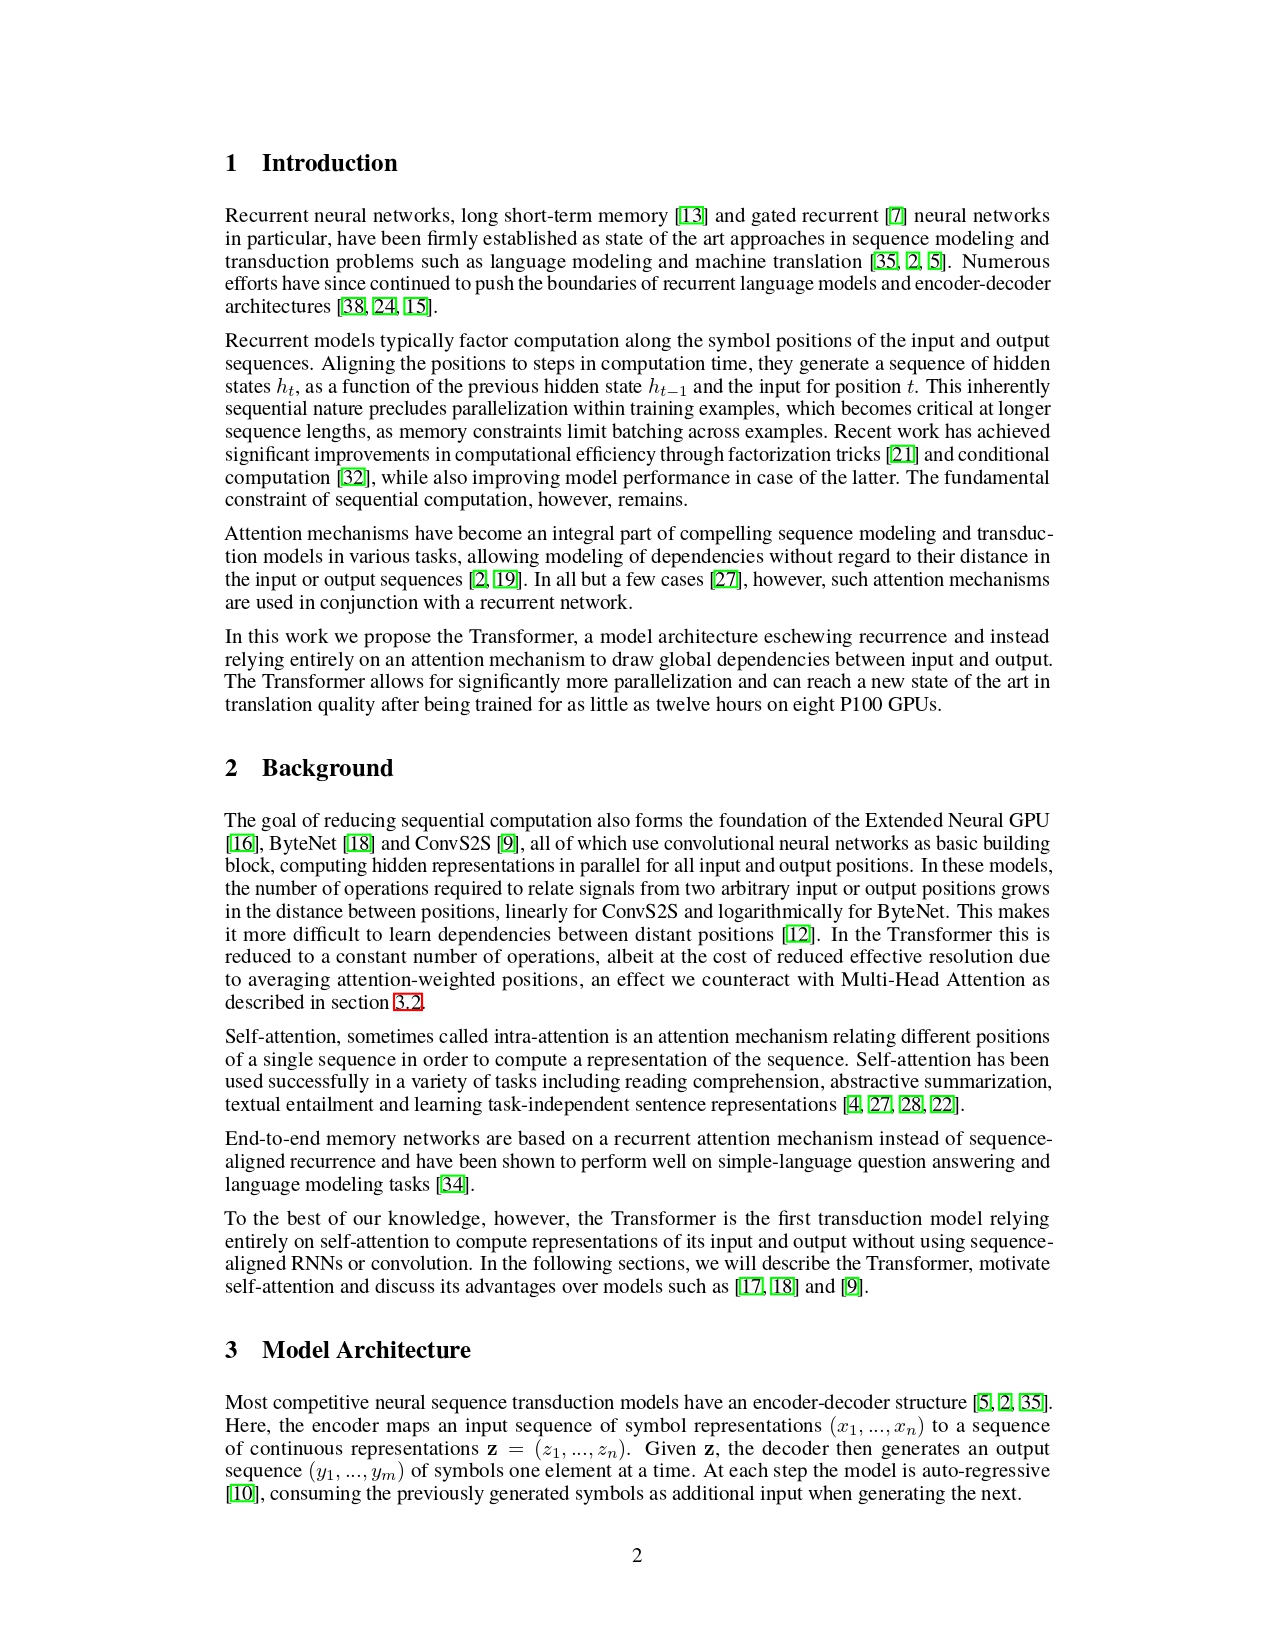 1 Introduction
Recurrent neural networks, long short-term memory [13] and gated recurrent [7] neural networks
in particular, have been firmly established as state of the art approaches in sequence modeling and
transduction problems such as language modeling and machine translation [35, 2, 5]. Numerous
efforts have since continued to push the boundaries of recurrent language models and encoder-decoder
architectures [38, 24, 15].
Recurrent models typically factor computation along the symbol positions of the input and output
sequences. Aligning the positions to steps in computation time, they generate a sequence of hidden
states h_t, as a function of the previous hidden state h_{t−1} and the input for position t. This inherently
sequential nature precludes parallelization within training examples, which becomes critical at longer
sequence lengths, as memory constraints limit batching across examples. Recent work has achieved
significant improvements in computational efficiency through factorization tricks [21] and conditional
computation [32], while also improving model performance in case of the latter. The fundamental
constraint of sequential computation, however, remains.
Attention mechanisms have become an integral part of compelling sequence modeling and transduc-
tion models in various tasks, allowing modeling of dependencies without regard to their distance in
the input or output sequences [2, 19]. In all but a few cases [27], however, such attention mechanisms
are used in conjunction with a recurrent network.
In this work we propose the Transformer, a model architecture eschewing recurrence and instead
relying entirely on an attention mechanism to draw global dependencies between input and output.
The Transformer allows for significantly more parallelization and can reach a new state of the art in
translation quality after being trained for as little as twelve hours on eight P100 GPUs.
2 Background
The goal of reducing sequential computation also forms the foundation of the Extended Neural GPU
[16], ByteNet [18] and ConvS2S [9], all of which use convolutional neural networks as basic building
block, computing hidden representations in parallel for all input and output positions. In these models,
the number of operations required to relate signals from two arbitrary input or output positions grows
in the distance between positions, linearly for ConvS2S and logarithmically for ByteNet. This makes
it more difficult to learn dependencies between distant positions [12]. In the Transformer this is
reduced to a constant number of operations, albeit at the cost of reduced effective resolution due
to averaging attention-weighted positions, an effect we counteract with Multi-Head Attention as
described in section 3.2.
Self-attention, sometimes called intra-attention is an attention mechanism relating different positions
of a single sequence in order to compute a representation of the sequence. Self-attention has been
used successfully in a variety of tasks including reading comprehension, abstractive summarization,
textual entailment and learning task-independent sentence representations [4, 27, 28, 22].
End-to-end memory networks are based on a recurrent attention mechanism instead of sequence-
aligned recurrence and have been shown to perform well on simple-language question answering and
language modeling tasks [34].
To the best of our knowledge, however, the Transformer is the first transduction model relying
entirely on self-attention to compute representations of its input and output without using sequence-
aligned RNNs or convolution. In the following sections, we will describe the Transformer, motivate
self-attention and discuss its advantages over models such as [17, 18] and [9].
3 Model Architecture
Most competitive neural sequence transduction models have an encoder-decoder structure [5, 2, 35].
Here, the encoder maps an input sequence of symbol representations (x_1, ..., x_n) to a sequence
of continuous representations z = (z_1, ..., z_n). Given z, the decoder then generates an output
sequence (y_1, ..., y_m) of symbols one element at a time. At each step the model is auto-regressive
[10], consuming the previously generated symbols as additional input when generating the next.
2